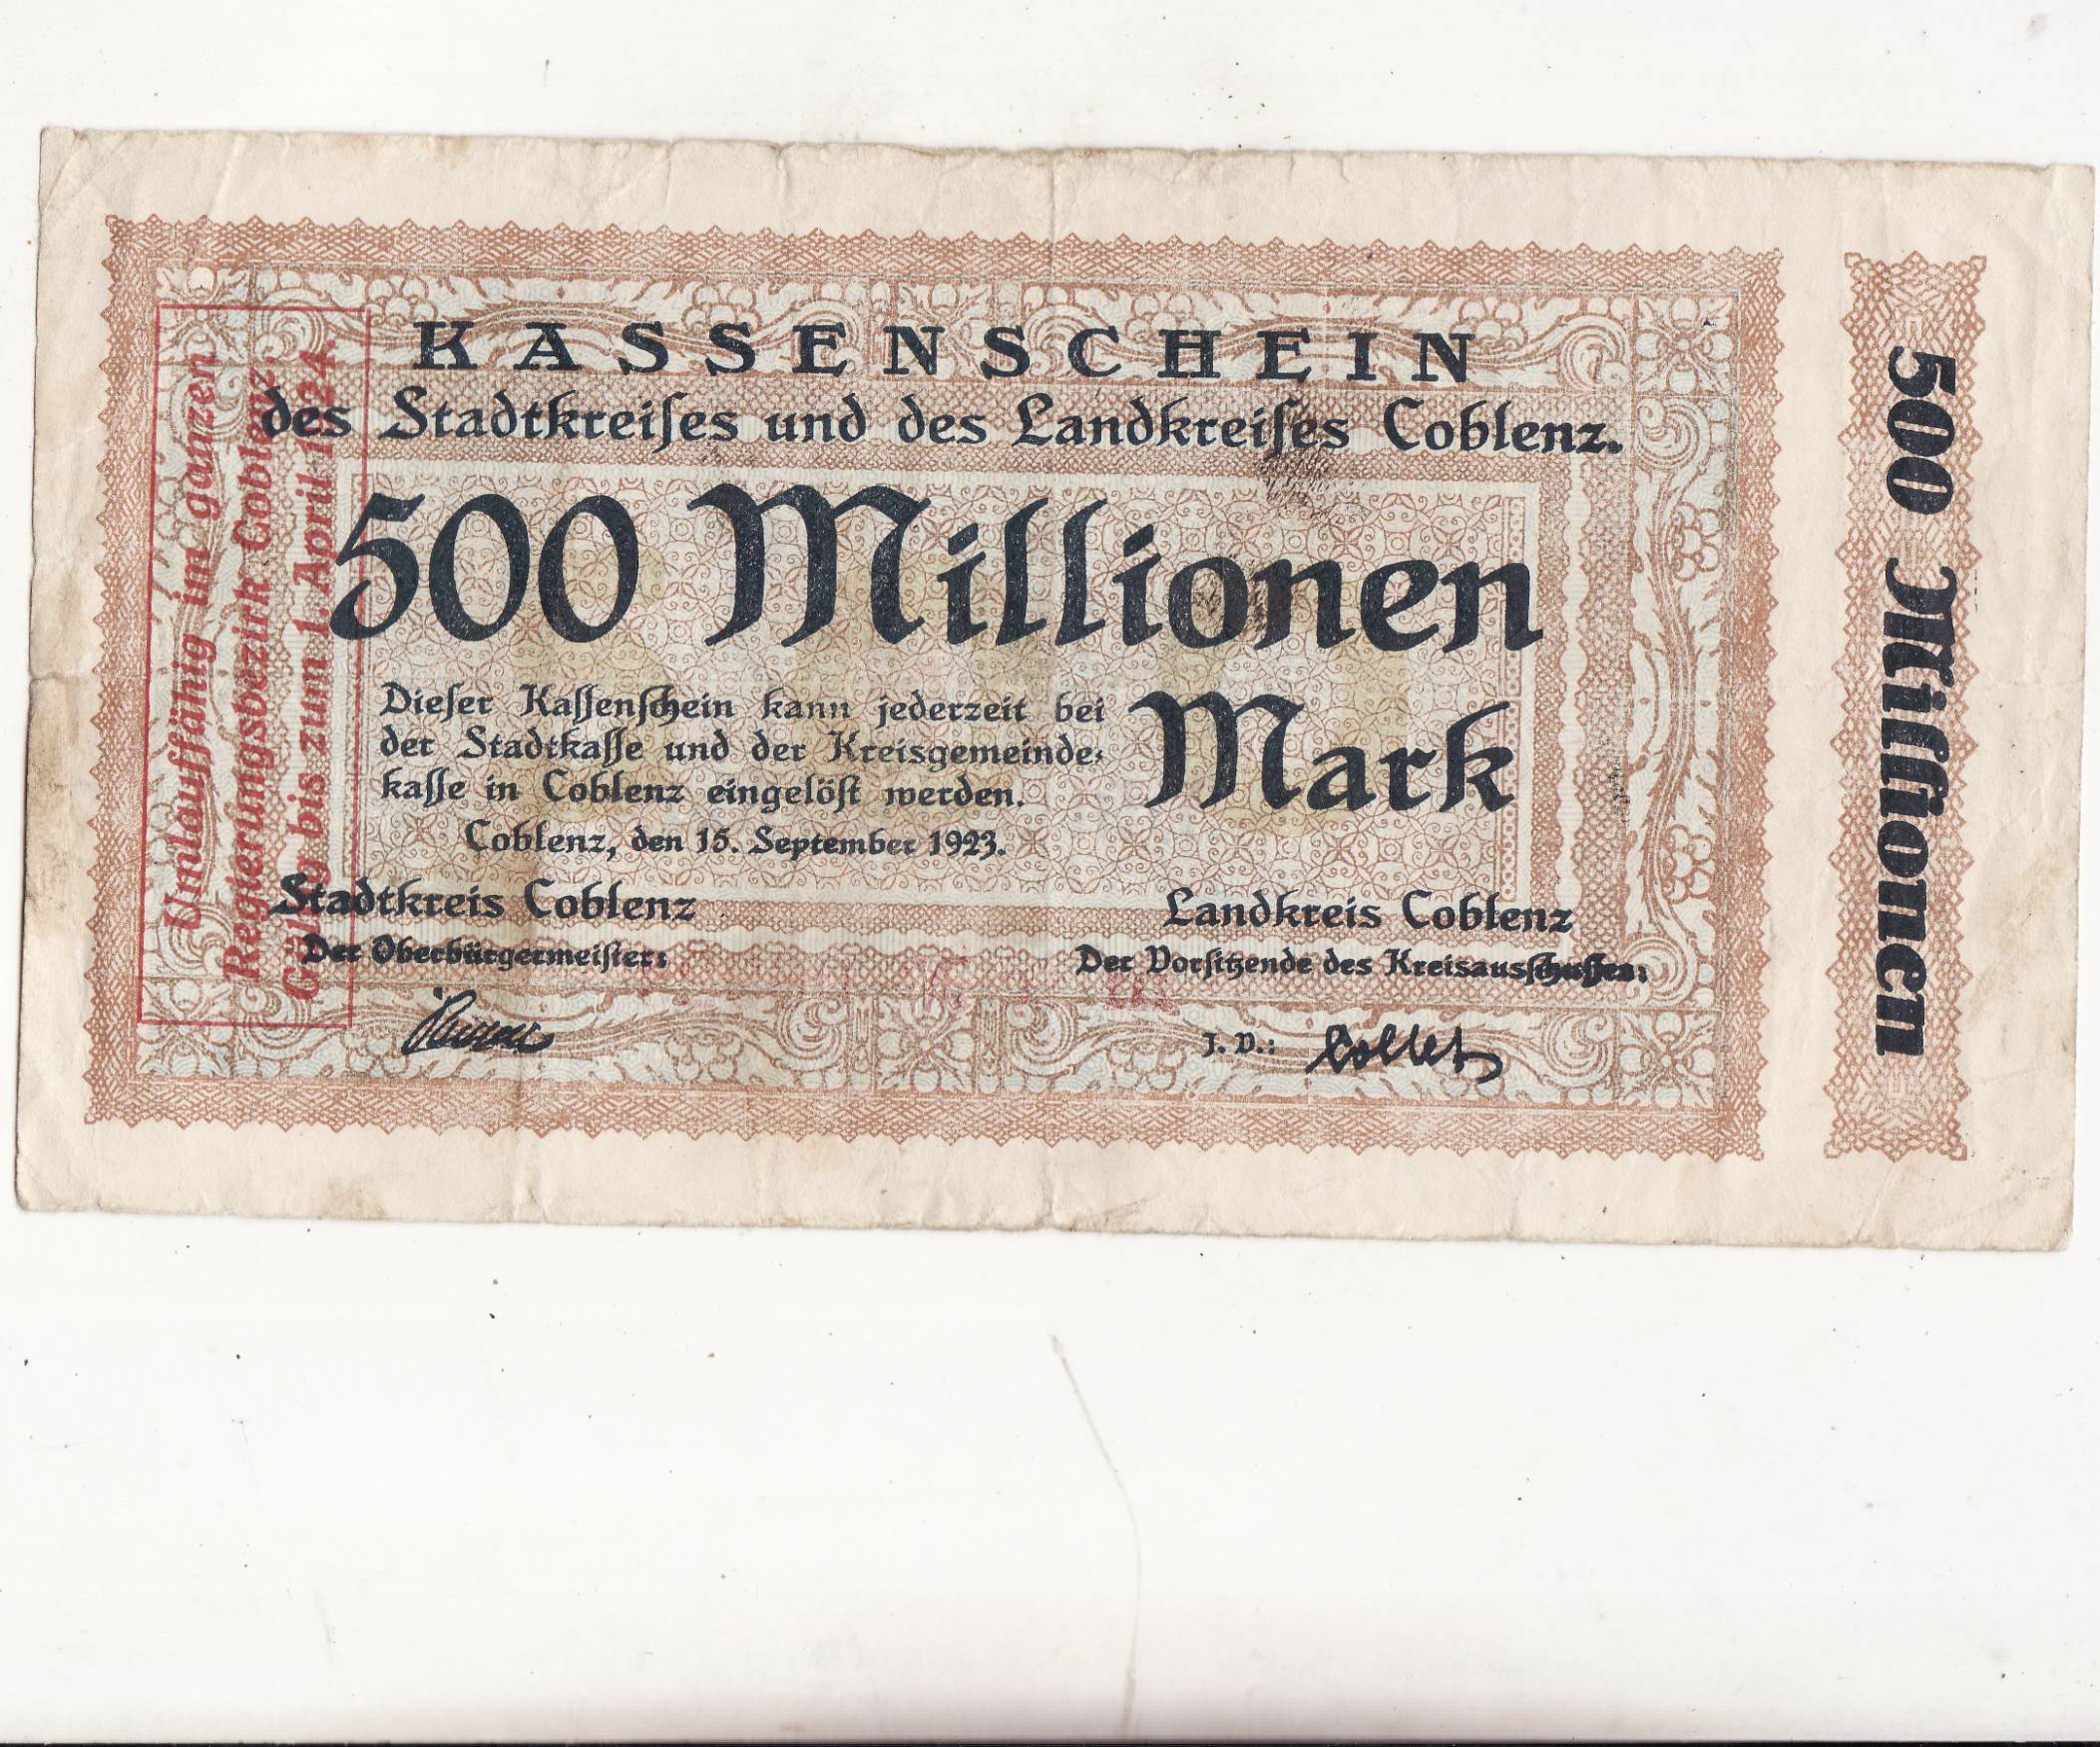 KASSENSCHEIN
des Stadtkreiſes und des Landkreiſes Coblenz.
500 Millionen
Mark
Dieſer Kaſſenſchein kann jederzeit bei
der Stadtkaſſe und der Kreisgemeinde-
kaſſe in Coblenz eingelöſt werden.
Coblenz, den 15. September 1923.
Stadtkreis Coblenz
Der Oberbürgermeiſter:
Landkreis Coblenz
Der Vorſitzende des Kreisausſchuſſes:
J. V.:
Umlauffähig im ganzen
Regierungsbezirk Coblenz.
Gültig bis zum 1. April 1924.
500 Millionen